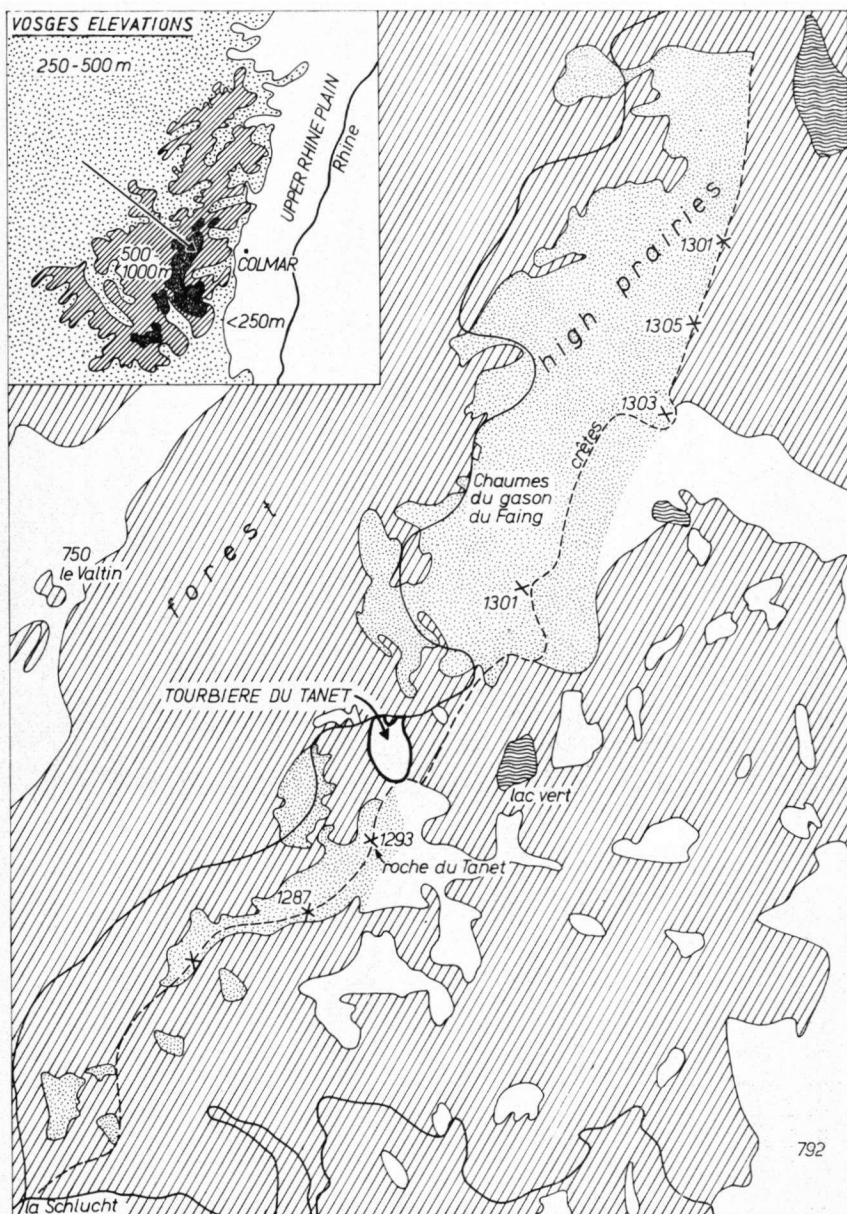 VOSGES ELEVATIONS
250-500m
UPPER RHINE PLAIN
Rhine
COLMAR
500
1000m
<250m
high prairies
1301
1305
1303
crêtes
Chaumes
du gason
du Faing
forest
750
le Valtin
1301
TOURBIERE DU TANET
lac vert
1293
roche du Tanet
1287
792
la Schlucht